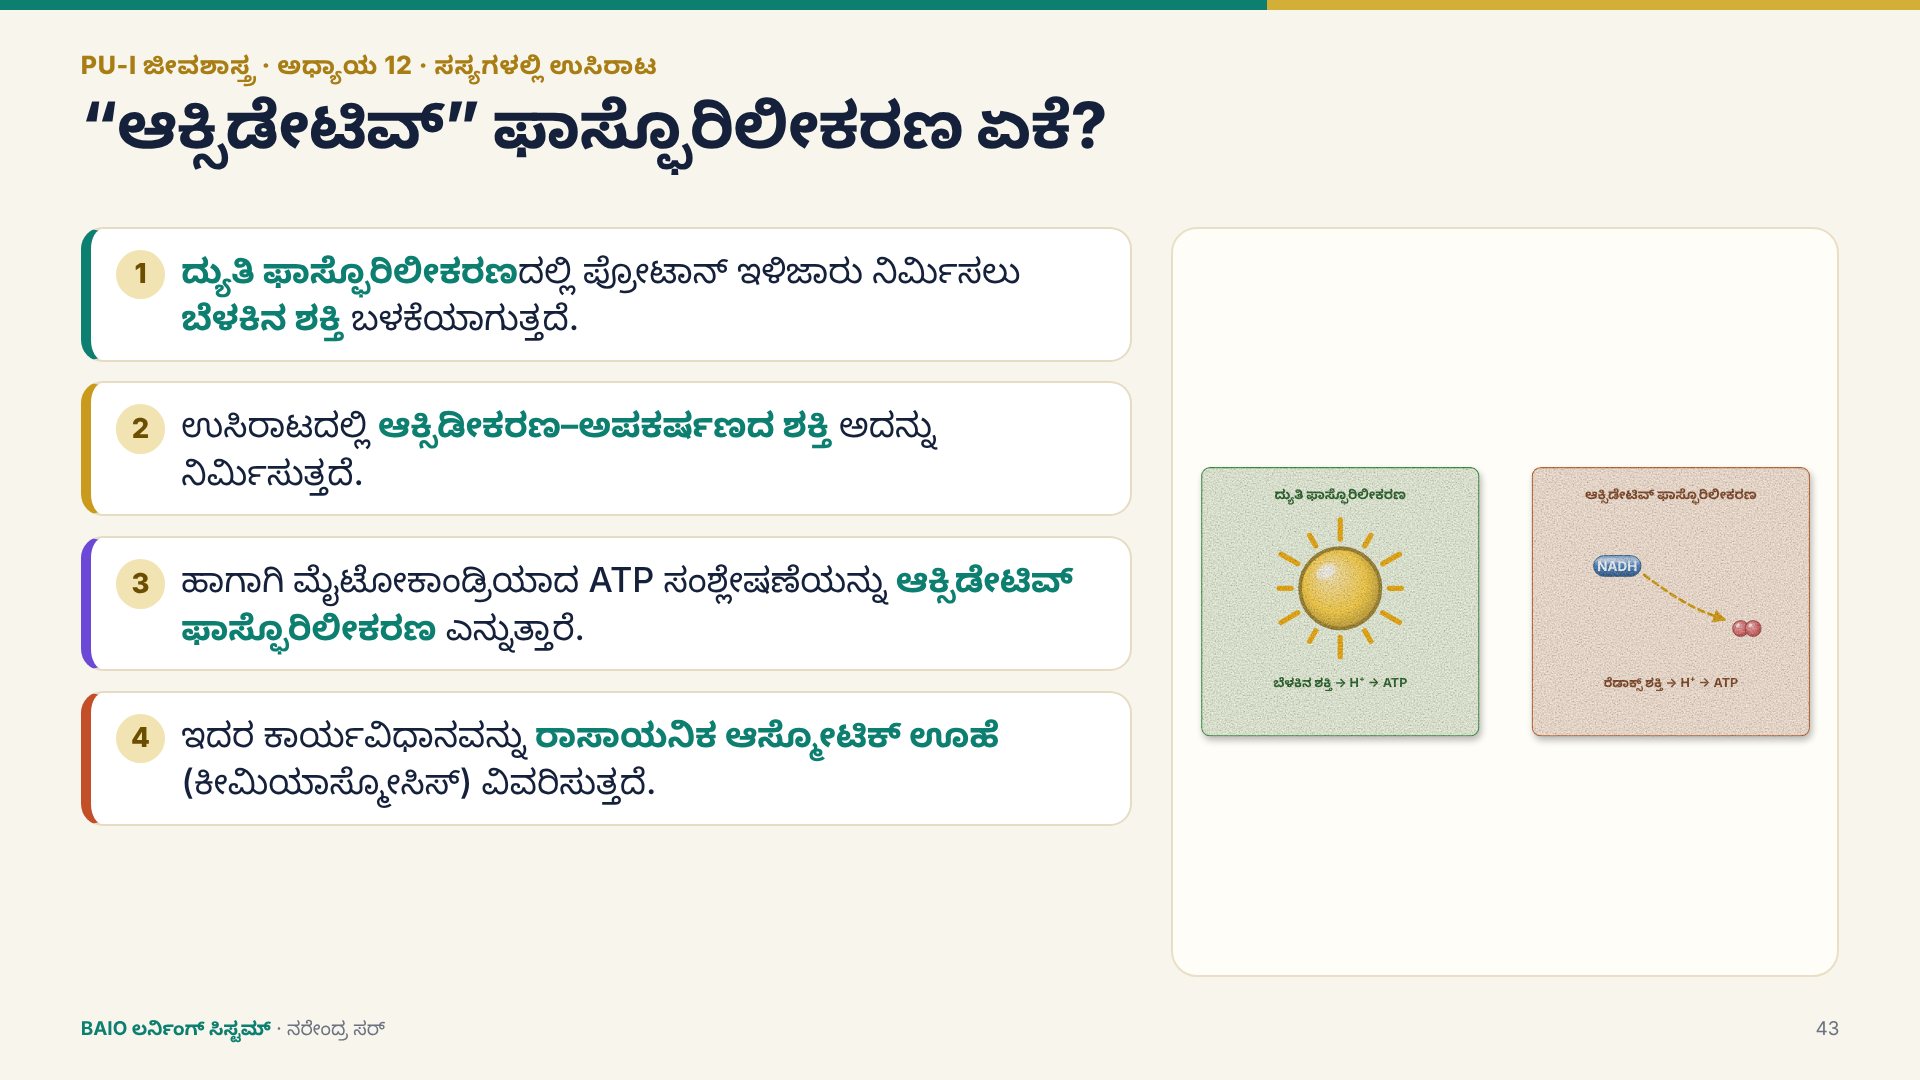 PU-I ಜೀವಶಾಸ್ತ್ರ · ಅಧ್ಯಾಯ 12 · ಸಸ್ಯಗಳಲ್ಲಿ ಉಸಿರಾಟ
“ಆಕ್ಸಿಡೇಟಿವ್” ಫಾಸ್ಫೊರಿಲೀಕರಣ ಏಕೆ?
1 ದ್ಯುತಿ ಫಾಸ್ಫೊರಿಲೀಕರಣದಲ್ಲಿ ಪ್ರೋಟಾನ್ ಇಳಿಜಾರು ನಿರ್ಮಿಸಲು
ಬೆಳಕಿನ ಶಕ್ತಿ ಬಳಕೆಯಾಗುತ್ತದೆ.
2 ಉಸಿರಾಟದಲ್ಲಿ ಆಕ್ಸಿಡೀಕರಣ–ಅಪಕರ್ಷಣದ ಶಕ್ತಿ ಅದನ್ನು
ನಿರ್ಮಿಸುತ್ತದೆ.
3 ಹಾಗಾಗಿ ಮೈಟೋಕಾಂಡ್ರಿಯಾದ ATP ಸಂಶ್ಲೇಷಣೆಯನ್ನು ಆಕ್ಸಿಡೇಟಿವ್
ಫಾಸ್ಫೊರಿಲೀಕರಣ ಎನ್ನುತ್ತಾರೆ.
4 ಇದರ ಕಾರ್ಯವಿಧಾನವನ್ನು ರಾಸಾಯನಿಕ ಆಸ್ಮೋಟಿಕ್ ಊಹೆ
(ಕೀಮಿಯಾಸ್ಮೋಸಿಸ್) ವಿವರಿಸುತ್ತದೆ.
ದ್ಯುತಿ ಫಾಸ್ಫೊರಿಲೀಕರಣ
ಬೆಳಕಿನ ಶಕ್ತಿ → H⁺ → ATP
ಆಕ್ಸಿಡೇಟಿವ್ ಫಾಸ್ಫೊರಿಲೀಕರಣ
NADH
ರೆಡಾಕ್ಸ್ ಶಕ್ತಿ → H⁺ → ATP
BAIO ಲರ್ನಿಂಗ್ ಸಿಸ್ಟಮ್ · ನರೇಂದ್ರ ಸರ್
43